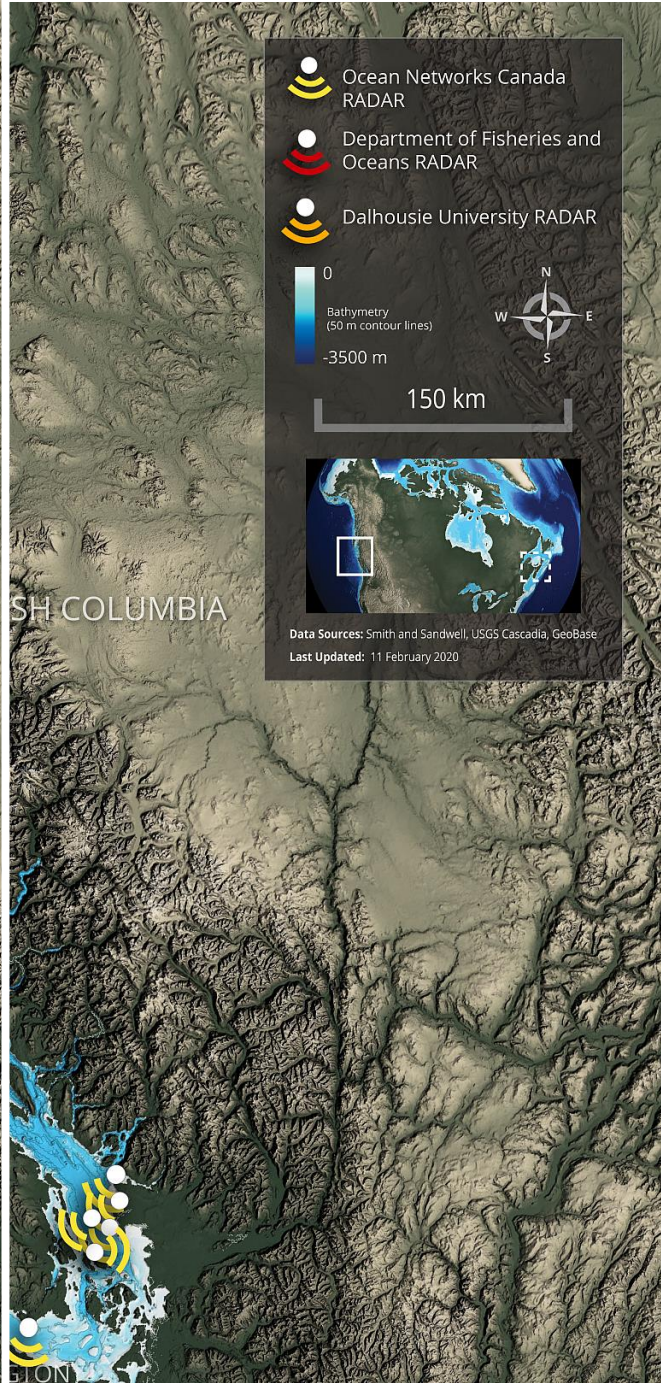 Ocean Networks Canada
RADAR
Department of Fisheries and
Oceans RADAR
Dalhousie University RADAR
0
Bathymetry
(50 m contour lines)
-3500 m
N
W
E
S
150 km
SH COLUMBIA
Data Sources: Smith and Sandwell, USGS Cascadia, GeoBase
Last Updated: 11 February 2020
GTON